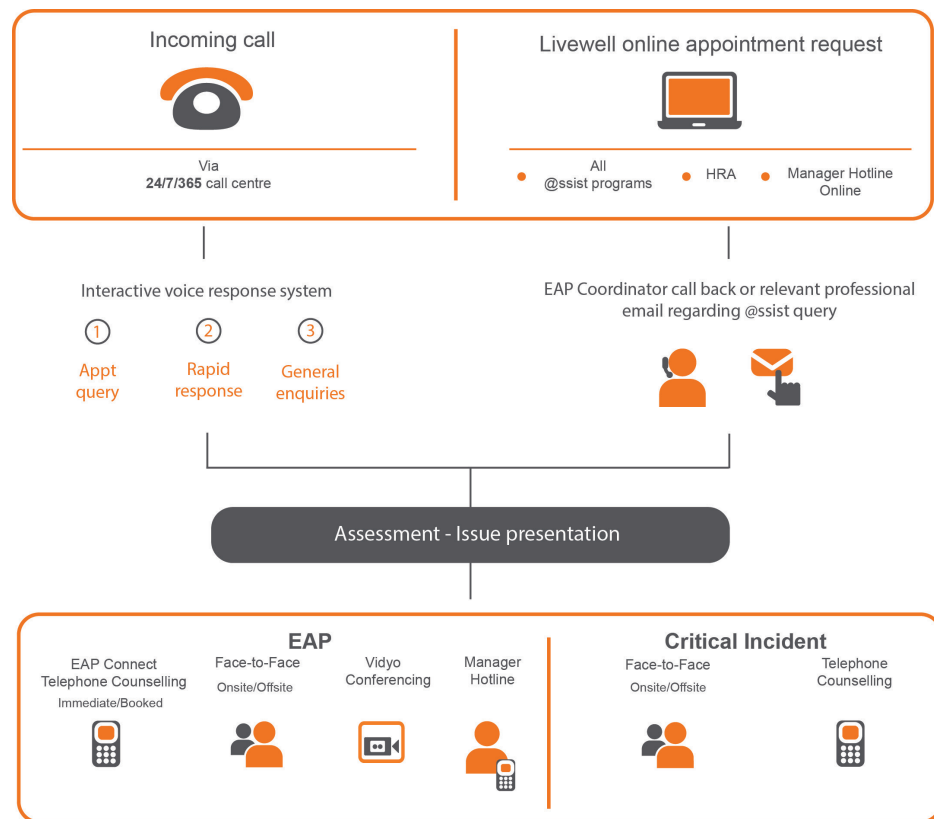 Incoming call
Via
24/7/365 call centre
Livewell online appointment request
All
@ssist programs
HRA
Manager Hotline
Online
Interactive voice response system
1
Appt
query
2
Rapid
response
3
General
enquiries
EAP Coordinator call back or relevant professional
email regarding @ssist query
Assessment - Issue presentation
EAP
EAP Connect
Telephone Counselling
Immediate/Booked
Face-to-Face
Onsite/Offsite
Vidyo
Conferencing
Manager
Hotline
Critical Incident
Face-to-Face
Onsite/Offsite
Telephone
Counselling